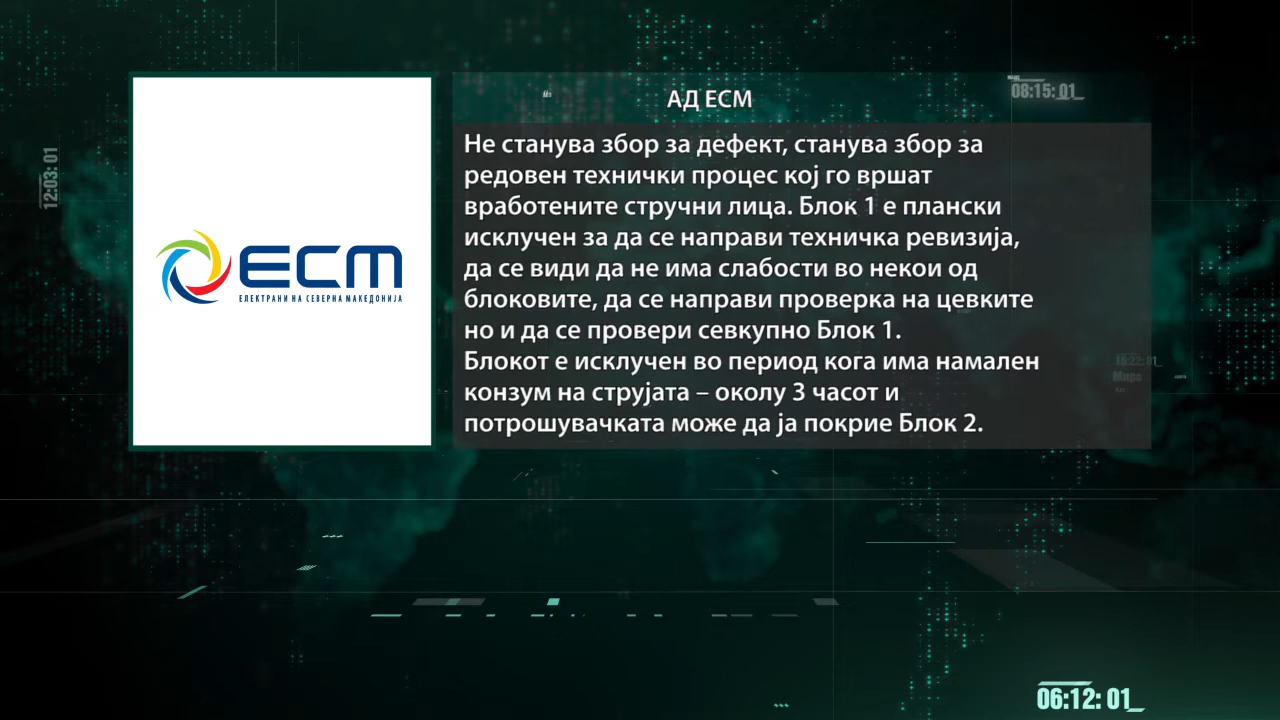 08:15: 01_
АД ЕСМ
12:03: 01
Не станува збор за дефект, станува збор за
редовен технички процес кој го вршат
вработените стручни лица. Блок 1 е плански
исклучен за да се направи техничка ревизија,
да се види да не има слабости во некои од
блоковите, да се направи проверка на цевките
но и да се провери севкупно Блок 1.
Блокот е исклучен во период кога има намален
конзум на струјата – околу 3 часот и
потрошувачката може да ја покрие Блок 2.
ЕСМ
ЕЛЕКТРАНИ НА СЕВЕРНА МАКЕДОНИЈА
06:12: 01_